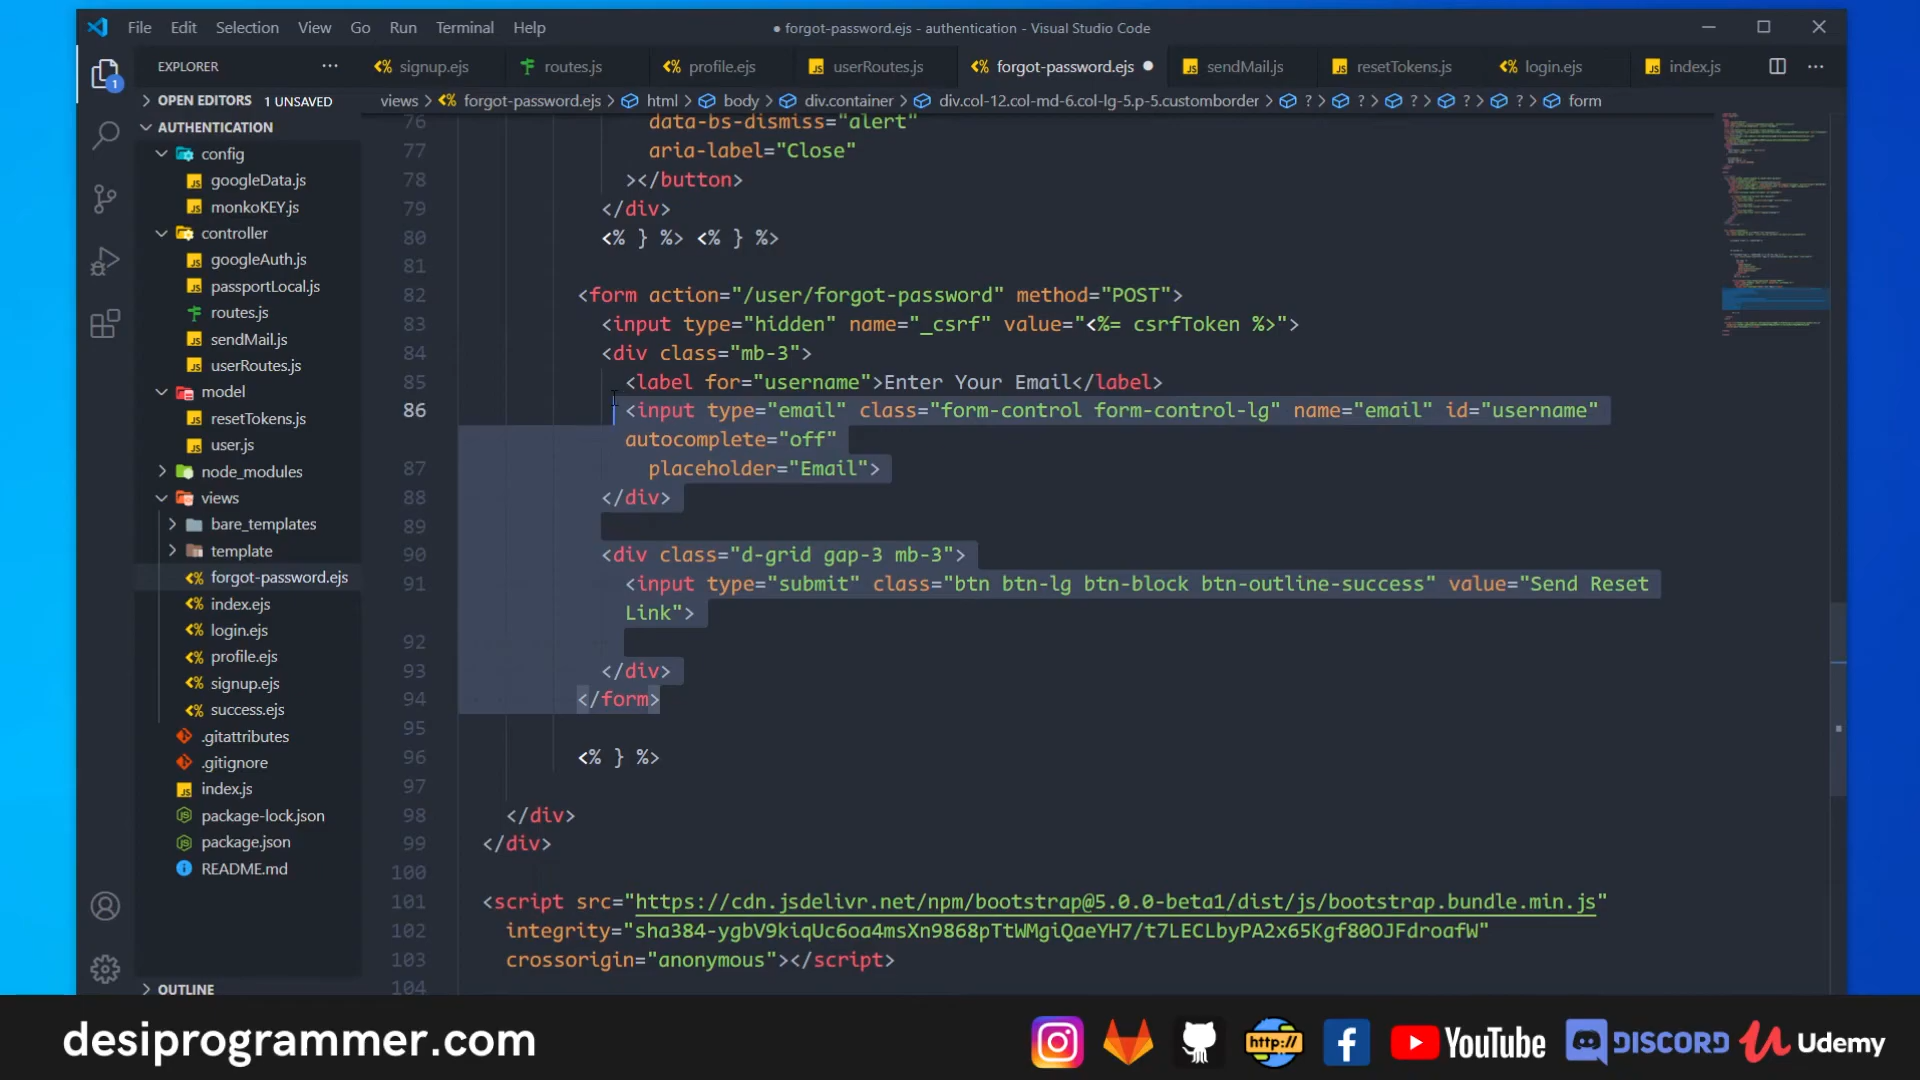 File Edit Selection View Go Run Terminal Help
● forgot-password.ejs - authentication - Visual Studio Code
EXPLORER ···
signup.ejs routes.js profile.ejs userRoutes.js forgot-password.ejs ● sendMail.js resetTokens.js login.ejs index.js ···
views > forgot-password.ejs > html > body > div.container > div.col-12.col-md-6.col-lg-5.p-5.customborder > ? > ? > ? > ? > ? > form
1
OPEN EDITORS 1 UNSAVED
AUTHENTICATION
config
googleData.js
monkoKEY.js
controller
googleAuth.js
passportLocal.js
routes.js
sendMail.js
userRoutes.js
model
resetTokens.js
user.js
node_modules
views
bare_templates
template
forgot-password.ejs
index.ejs
login.ejs
profile.ejs
signup.ejs
success.ejs
.gitattributes
.gitignore
index.js
package-lock.json
package.json
README.md
OUTLINE
76 data-bs-dismiss="alert"
77 aria-label="Close"
78 ></button>
79 </div>
80 <% } %> <% } %>
81
82 <form action="/user/forgot-password" method="POST">
83 <input type="hidden" name="_csrf" value="<%= csrfToken %>">
84 <div class="mb-3">
85 <label for="username">Enter Your Email</label>
86 <input type="email" class="form-control form-control-lg" name="email" id="username"
autocomplete="off"
87 placeholder="Email">
88 </div>
89
90 <div class="d-grid gap-3 mb-3">
91 <input type="submit" class="btn btn-lg btn-block btn-outline-success" value="Send Reset
Link">
92
93 </div>
94 </form>
95
96 <% } %>
97
98 </div>
99 </div>
100
101 <script src="https://cdn.jsdelivr.net/npm/bootstrap@5.0.0-beta1/dist/js/bootstrap.bundle.min.js"
102 integrity="sha384-ygbV9kiqUc6oa4msXn9868pTtWMgiQaeYH7/t7LECLbyPA2x65Kgf80OJFdroafW"
103 crossorigin="anonymous"></script>
104
desiprogrammer.com
http:// YouTube DISCORD Udemy